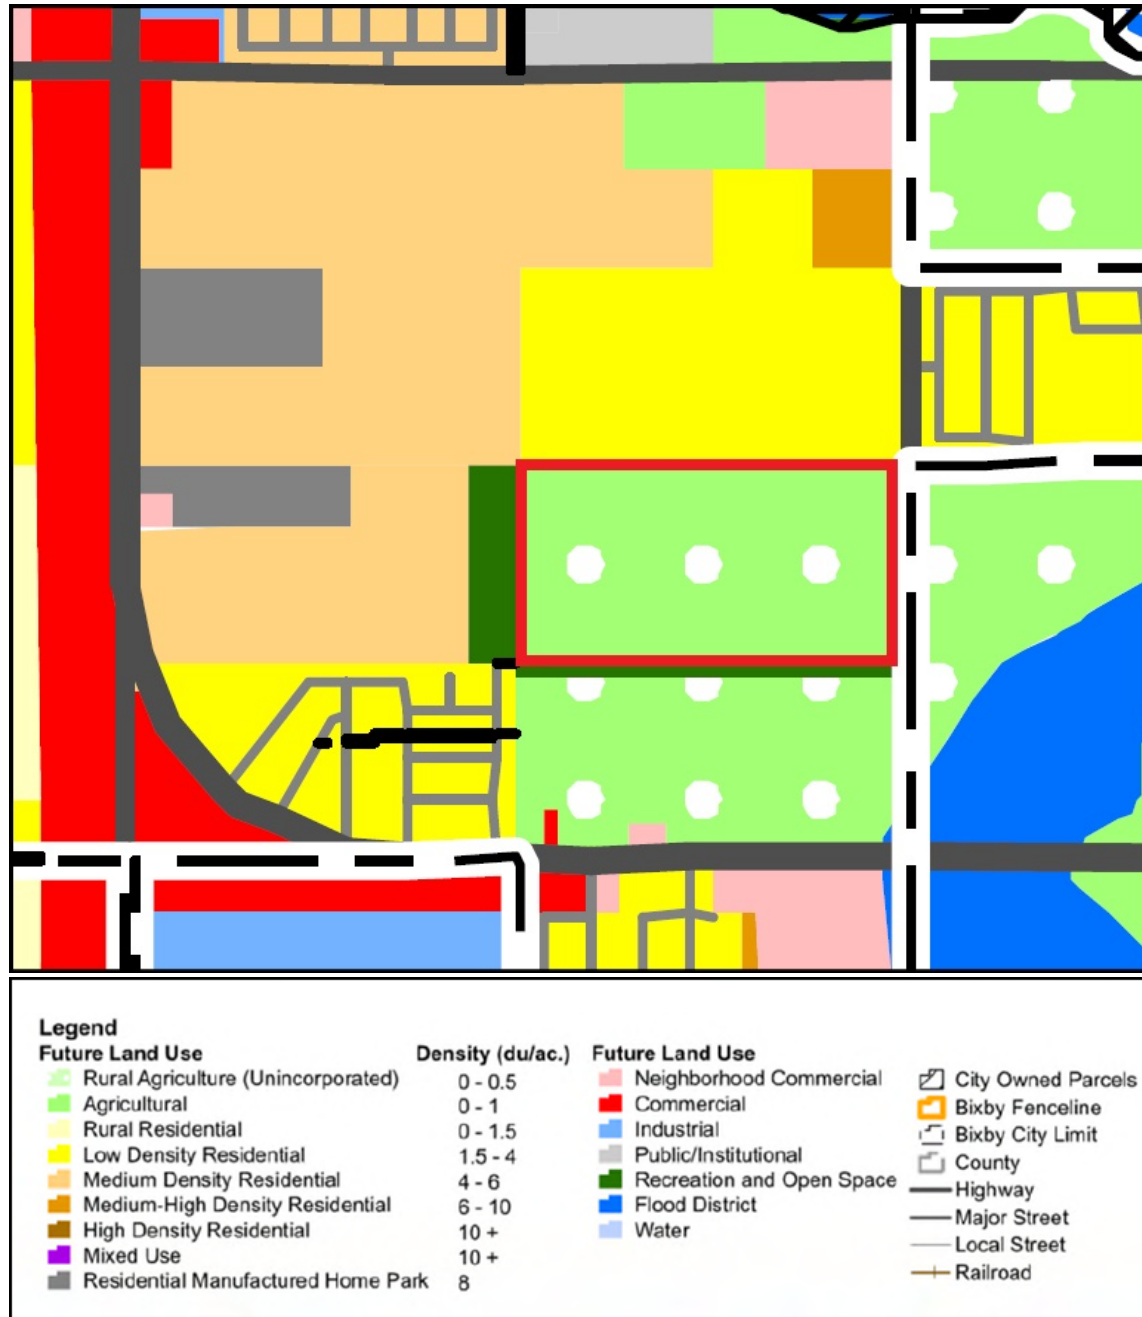 Legend
Future Land Use Density (du/ac.)
Rural Agriculture (Unincorporated) 0 - 0.5
Agricultural 0 - 1
Rural Residential 0 - 1.5
Low Density Residential 1.5 - 4
Medium Density Residential 4 - 6
Medium-High Density Residential 6 - 10
High Density Residential 10 +
Mixed Use 10 +
Residential Manufactured Home Park 8
Future Land Use
Neighborhood Commercial
Commercial
Industrial
Public/Institutional
Recreation and Open Space
Flood District
Water
City Owned Parcels
Bixby Fenceline
Bixby City Limit
County
Highway
Major Street
Local Street
Railroad